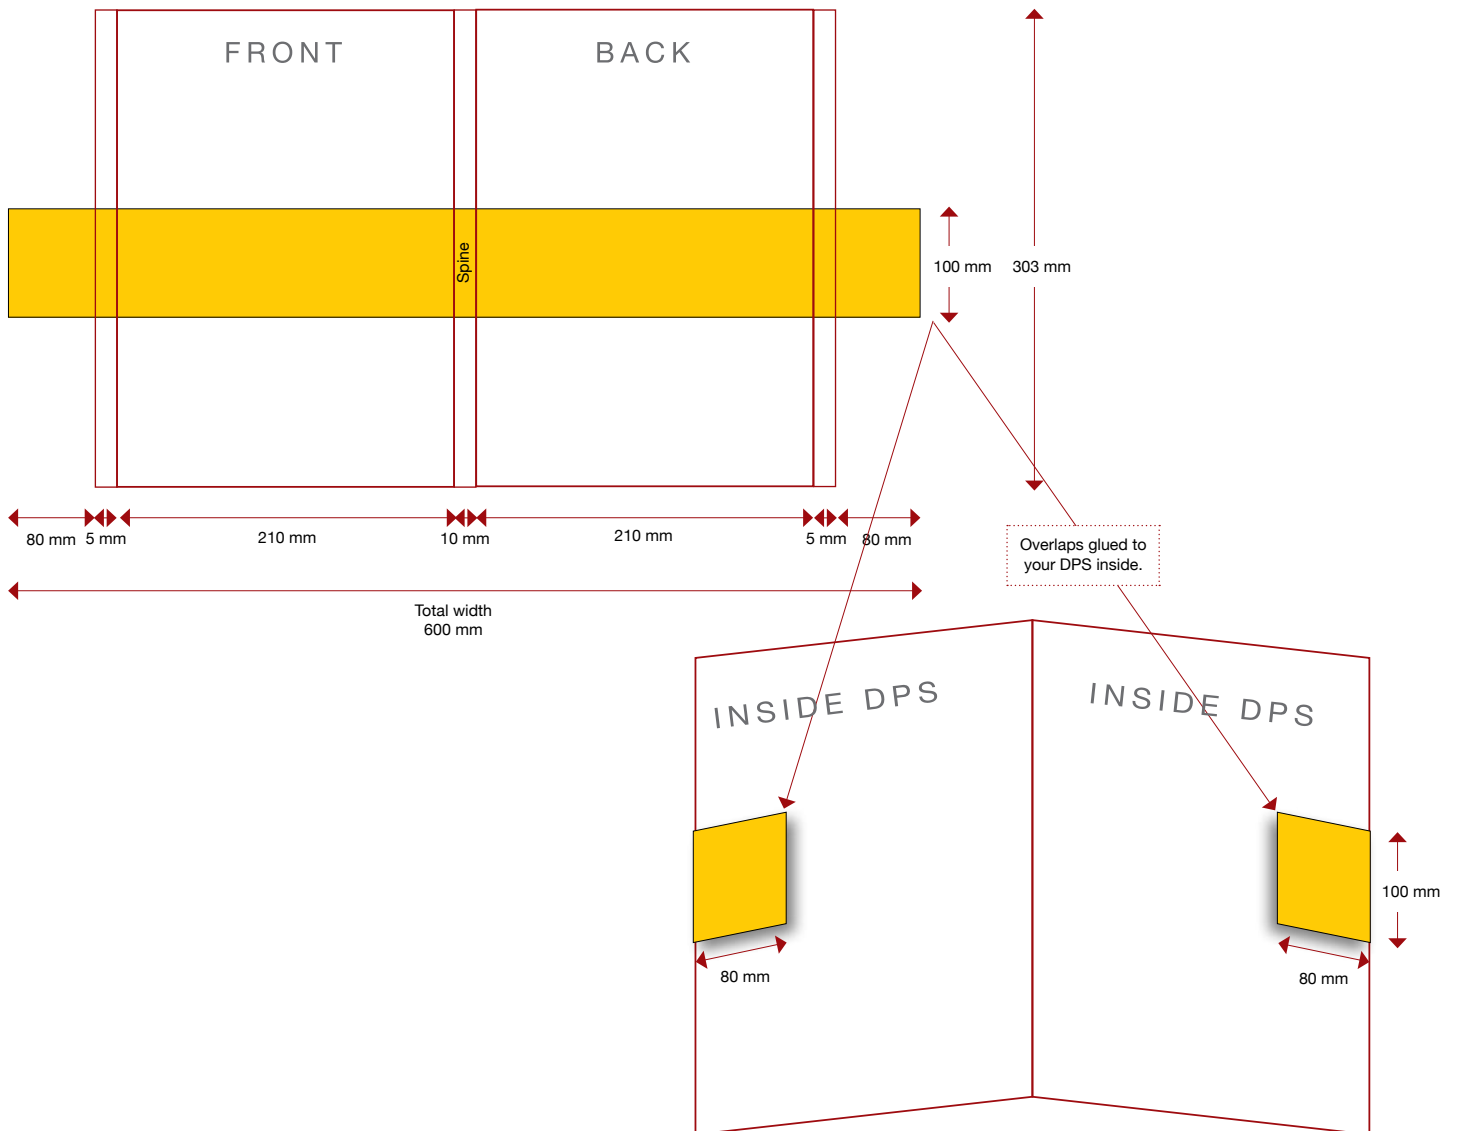 FRONT
BACK
Spine
100 mm
303 mm
80 mm
5 mm
210 mm
10 mm
210 mm
5 mm
80 mm
Overlaps glued to
your DPS inside.
Total width
600 mm
INSIDE DPS
INSIDE DPS
100 mm
80 mm
80 mm